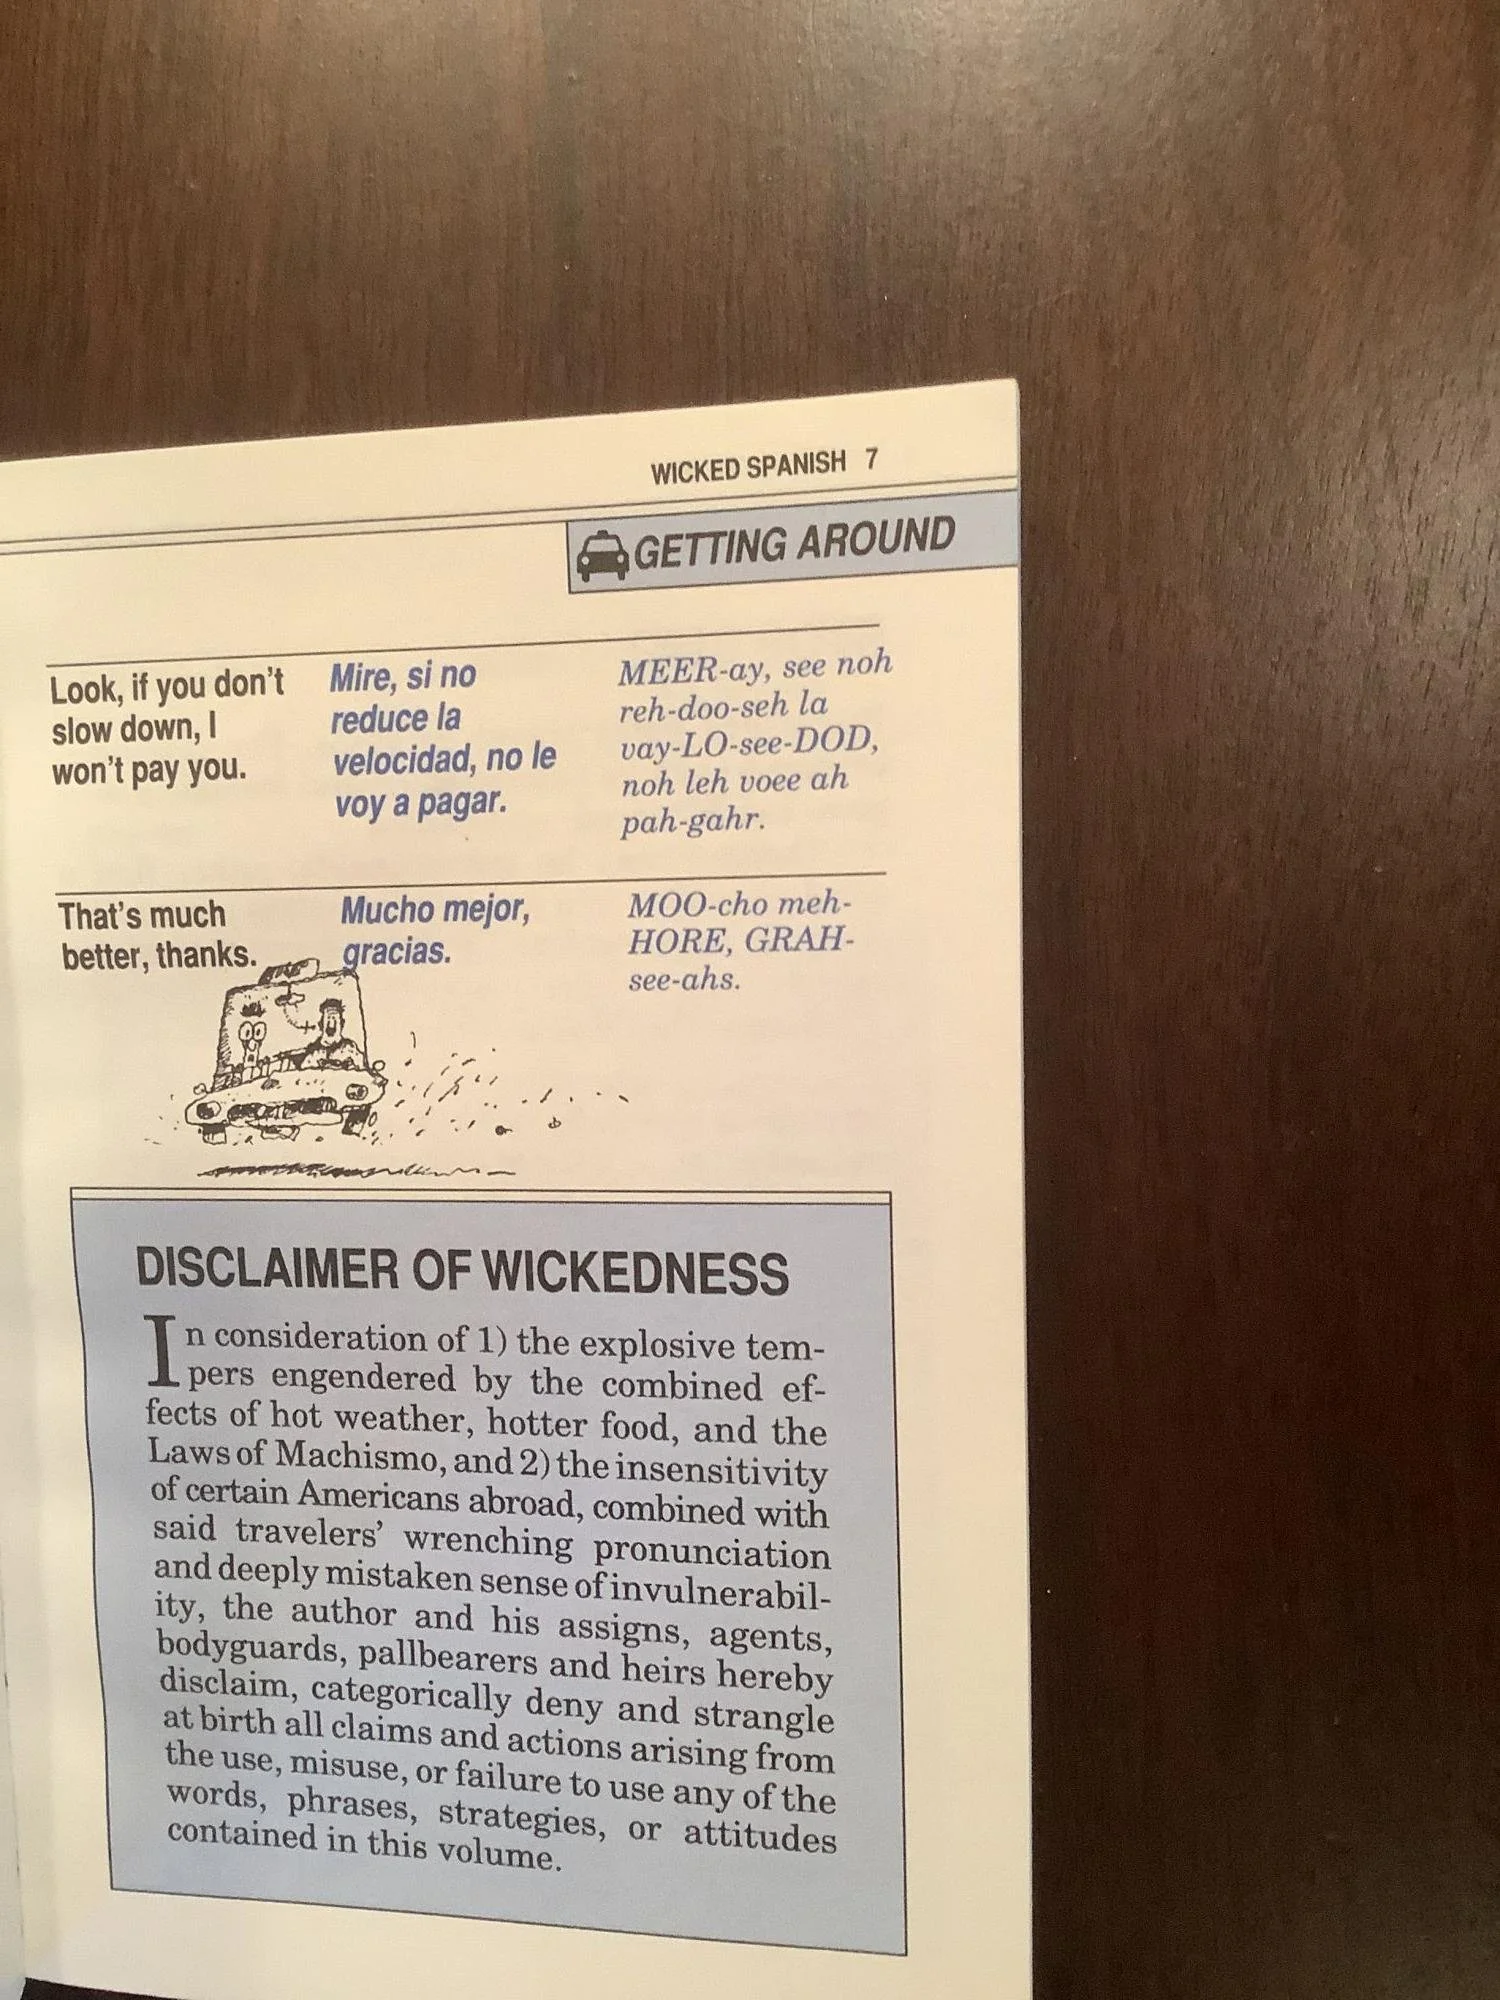 WICKED SPANISH 7
GETTING AROUND
Look, if you don't
slow down, I
won't pay you.
Mire, si no
reduce la
velocidad, no le
voy a pagar.
MEER-ay, see noh
reh-doo-seh la
vay-LO-see-DOD,
noh leh voee ah
pah-gahr.
That's much
better, thanks.
Mucho mejor,
gracias.
MOO-cho meh-
HORE, GRAH-
see-ahs.
DISCLAIMER OF WICKEDNESS
In consideration of 1) the explosive tem-
pers engendered by the combined ef-
fects of hot weather, hotter food, and the
Laws of Machismo, and 2) the insensitivity
of certain Americans abroad, combined with
said travelers' wrenching pronunciation
and deeply mistaken sense of invulnerabil-
ity, the author and his assigns, agents,
bodyguards, pallbearers and heirs hereby
disclaim, categorically deny and strangle
at birth all claims and actions arising from
the use, misuse, or failure to use any of the
words, phrases, strategies, or attitudes
contained in this volume.